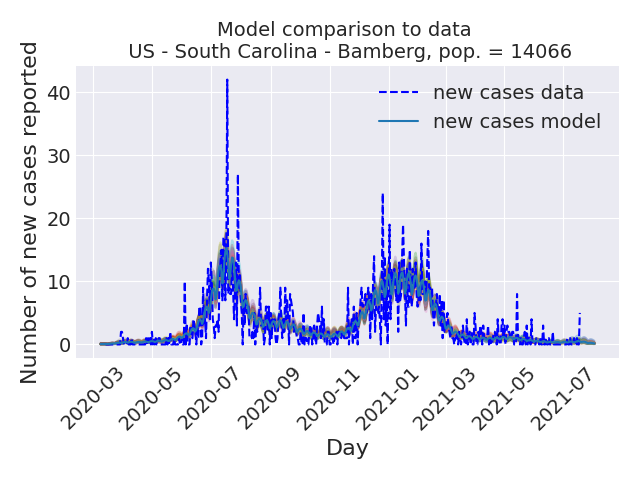 Model comparison to data
US - South Carolina - Bamberg, pop. = 14066
Number of new cases reported
40
30
20
10
0
new cases data
new cases model
2020-03
2020-05
2020-07
2020-09
2020-11
2021-01
2021-03
2021-05
2021-07
Day